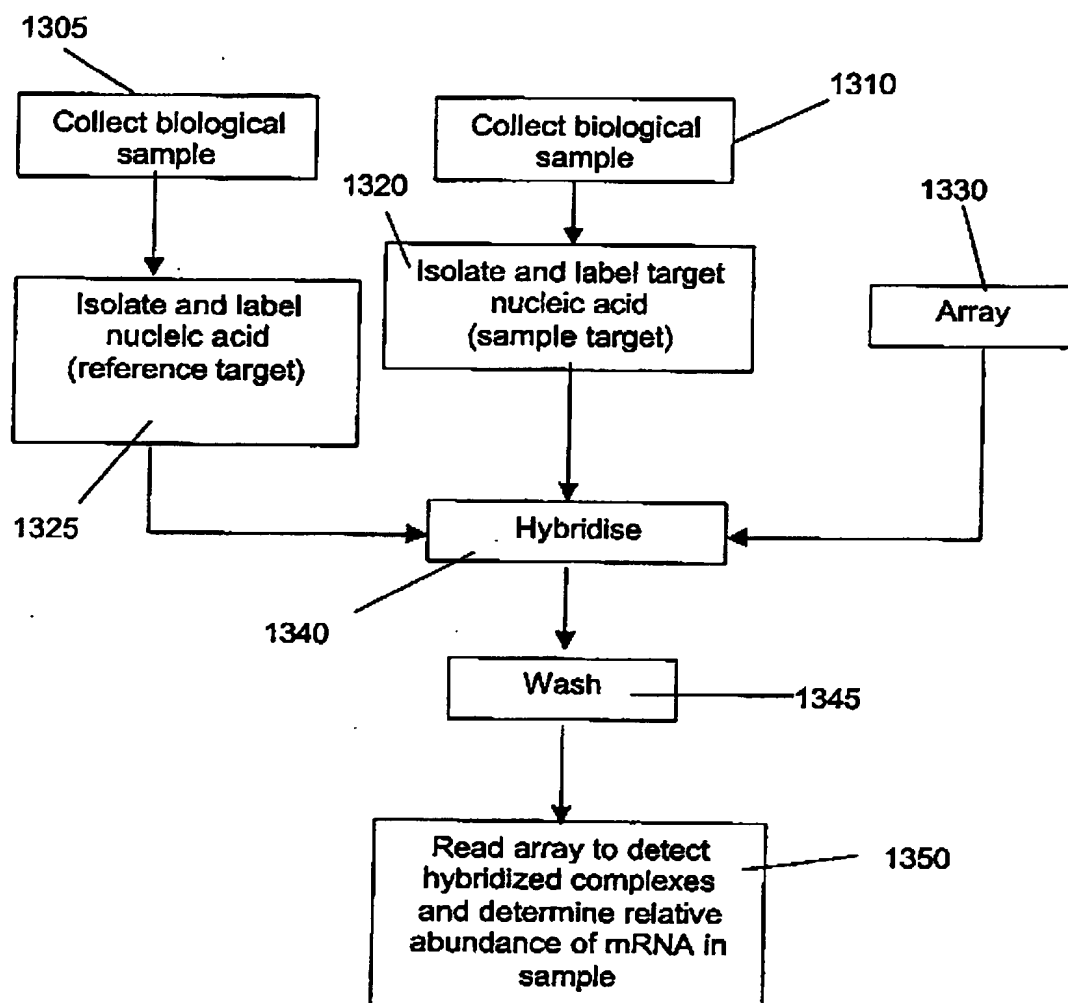 1305
Collect biological
sample
1310
Collect biological
sample
1320
1330
Isolate and label
nucleic acid
(reference target)
Isolate and label target
nucleic acid
(sample target)
Array
1325
Hybridise
1340
Wash
1345
Read array to detect
hybridized complexes
and determine relative
abundance of mRNA in
sample
1350